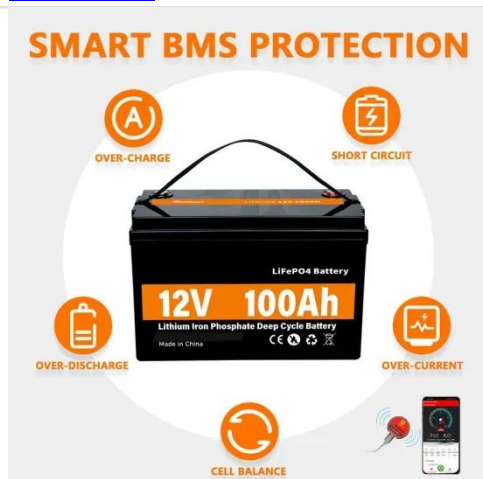 SMART BMS PROTECTION
OVER-CHARGE
SHORT CIRCUIT
LiFePO4 Battery
12V 100Ah
Lithium Iron Phosphate Deep Cycle Battery
Made in China
CE
OVER-DISCHARGE
OVER-CURRENT
CELL BALANCE